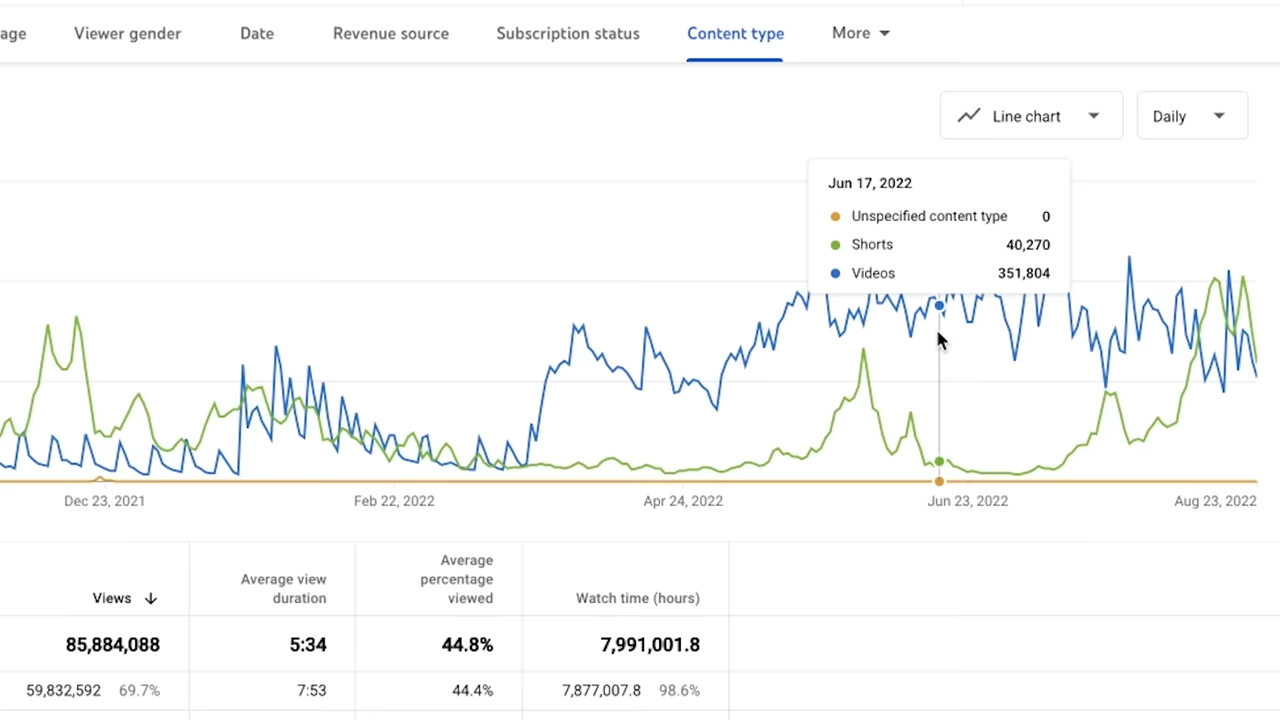 age Viewer gender Date Revenue source Subscription status Content type More
Line chart Daily
Jun 17, 2022
Unspecified content type 0
Shorts 40,270
Videos 351,804
Dec 23, 2021 Feb 22, 2022 Apr 24, 2022 Jun 23, 2022 Aug 23, 2022
Views Average view duration Average percentage viewed Watch time (hours)
85,884,088 5:34 44.8% 7,991,001.8
59,832,592 69.7% 7:53 44.4% 7,877,007.8 98.6%